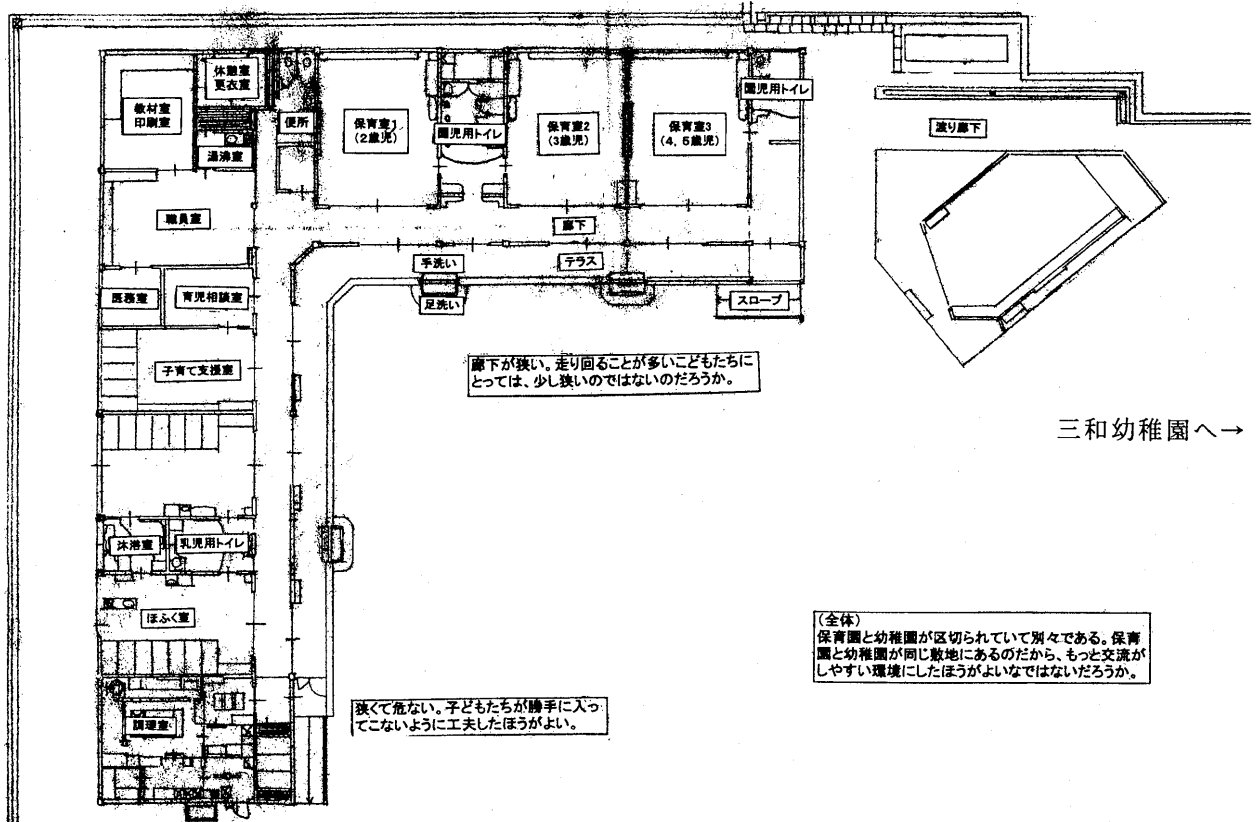 教材室
印刷室
休憩室
更衣室
湯沸室
便所
保育室1
(2歳児)
園児用トイレ
保育室2
(3歳児)
保育室3
(4, 5歳児)
園児用トイレ
渡り廊下
職員室
廊下
手洗い
テラス
足洗い
スロープ
医務室
育児相談室
子育て支援室
廊下が狭い。走り回ることが多いこどもたちに
とっては、少し狭いのではないのだろうか。
三和幼稚園へ→
沐浴室
乳児用トイレ
ほふく室
(全体)
保育園と幼稚園が区切られていて別々である。保育
園と幼稚園が同じ敷地にあるのだから、もっと交流が
しやすい環境にしたほうがよいなではないだろうか。
狭くて危ない。子どもたちが勝手に入っ
てこないように工夫したほうがよい。
調理室